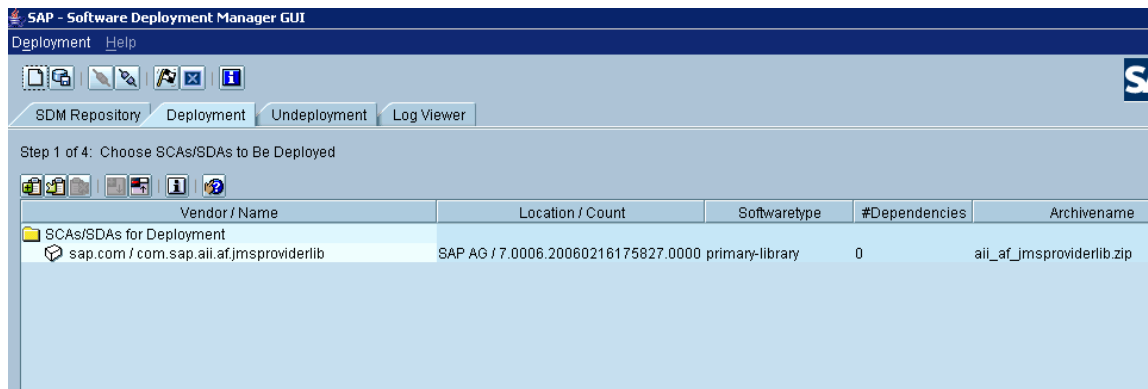 SAP - Software Deployment Manager GUI
Deployment Help
SDM Repository Deployment Undeployment Log Viewer
Step 1 of 4: Choose SCAs/SDAs to Be Deployed
Vendor / Name Location / Count Softwaretype #Dependencies Archivename
SCAs/SDAs for Deployment
sap.com / com.sap.aii.af.jmsproviderlib SAP AG / 7.0006.20060216175827.0000 primary-library 0 aii_af_jmsproviderlib.zip